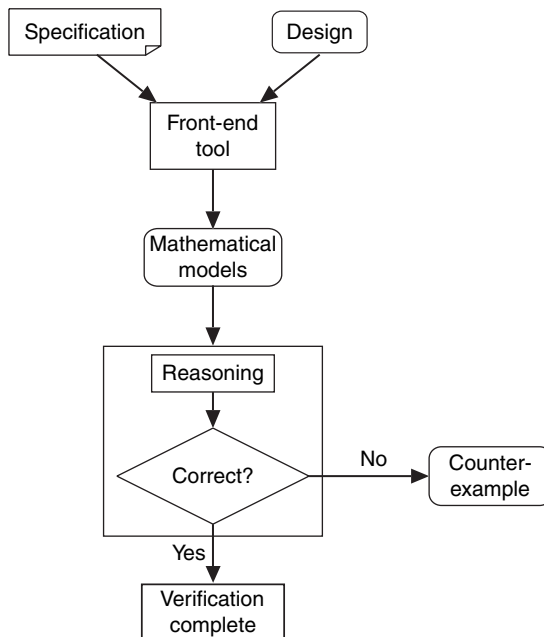 Specification
Design
Front-end
tool
Mathematical
models
Reasoning
Correct?
No
Counter-
example
Yes
Verification
complete